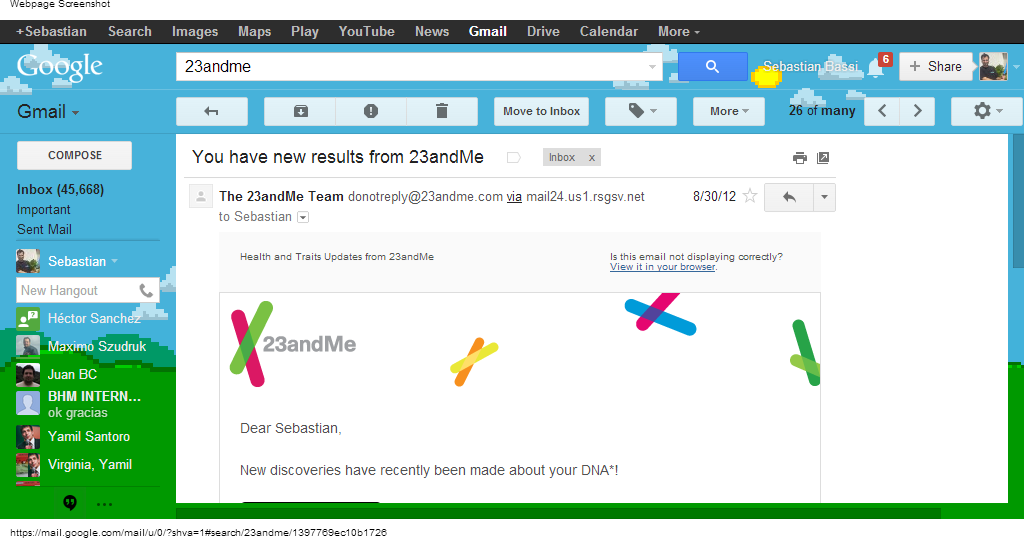 Webpage Screenshot
+Sebastian Search Images Maps Play YouTube News Gmail Drive Calendar More
Google 23andme Sebastian Bassi 6 + Share
Gmail Move to Inbox More 26 of many
COMPOSE
Inbox (45,668)
Important
Sent Mail
Sebastian
New Hangout
Héctor Sanchez
Maximo Szudruk
Juan BC
BHM INTERN...
ok gracias
Yamil Santoro
Virginia, Yamil
You have new results from 23andMe Inbox x
The 23andMe Team donotreply@23andme.com via mail24.us1.rsgsv.net 8/30/12
to Sebastian
Health and Traits Updates from 23andMe
Is this email not displaying correctly?
View it in your browser.
23andMe
Dear Sebastian,
New discoveries have recently been made about your DNA*!
https://mail.google.com/mail/u/0/?shva=1#search/23andme/1397769ec10b1726